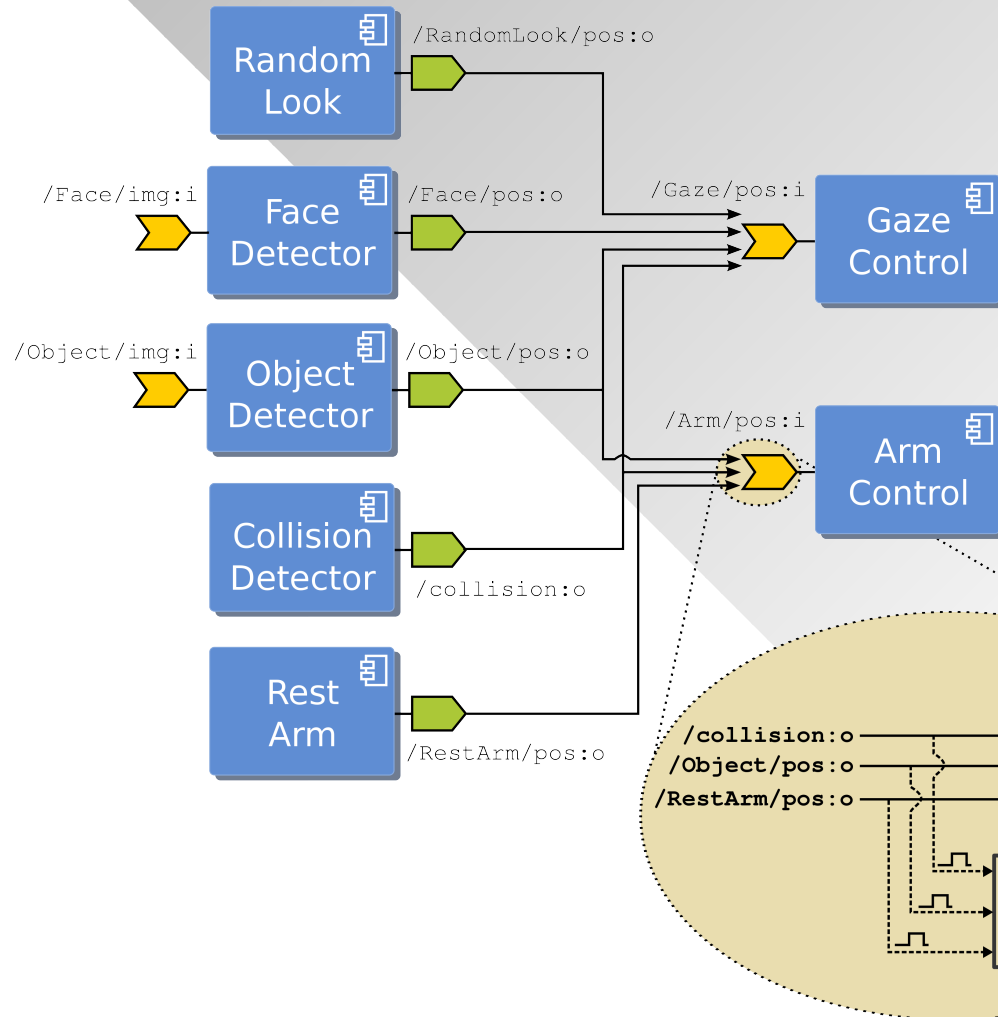 /RandomLook/pos:o
Random
Look
/Face/img:i
/Face/pos:o
/Gaze/pos:i
Face
Detector
Gaze
Control
/Object/img:i
/Object/pos:o
Object
Detector
/Arm/pos:i
Arm
Control
Collision
Detector
/collision:o
Rest
Arm
/RestArm/pos:o
/collision:o
/Object/pos:o
/RestArm/pos:o